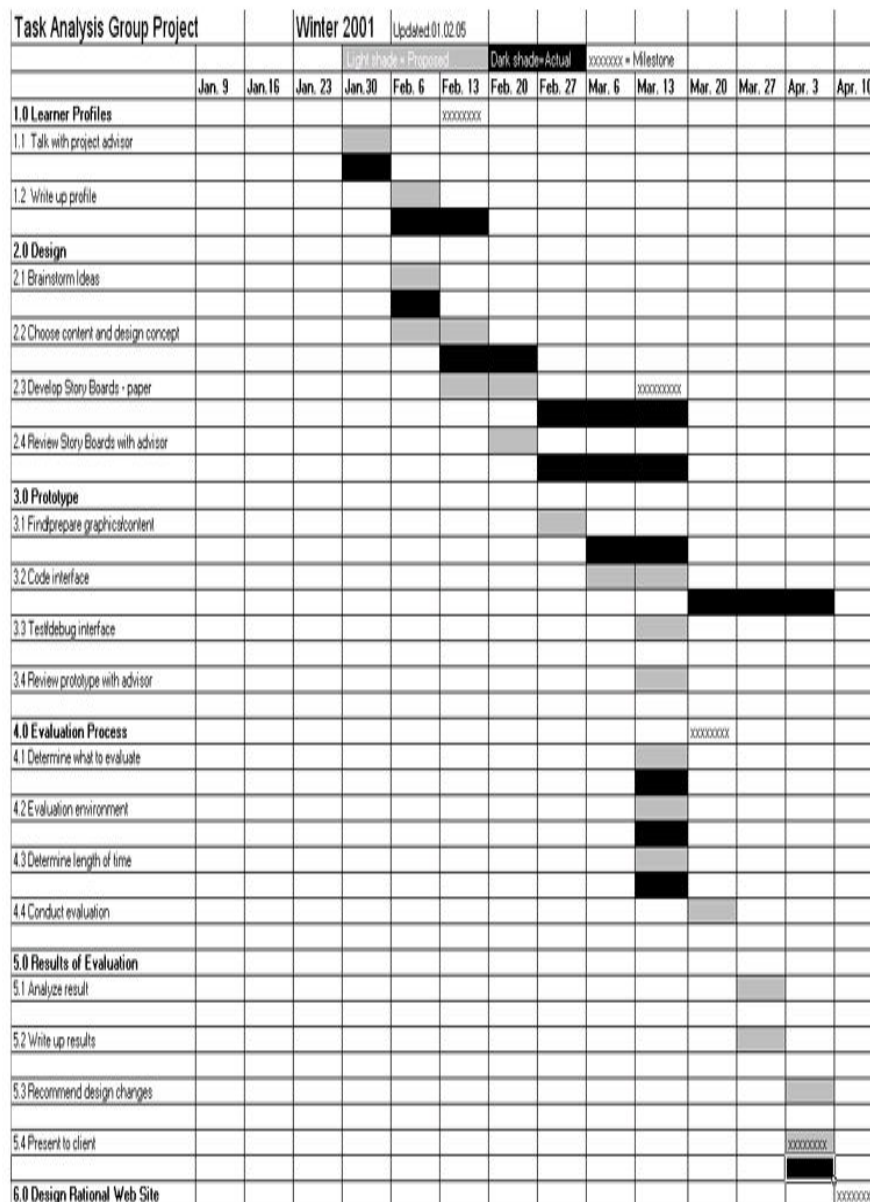 Task Analysis Group Project Winter 2001 Updated:01.02.05
Light shade = Proposed Dark shade=Actual xxxxxxx = Milestone
Jan. 9 Jan.16 Jan. 23 Jan.30 Feb. 6 Feb. 13 Feb. 20 Feb. 27 Mar. 6 Mar. 13 Mar. 20 Mar. 27 Apr. 3 Apr. 10
1.0 Learner Profiles xxxxxxxx
1.1 Talk with project advisor
1.2 Write up profile
2.0 Design
2.1 Brainstorm Ideas
2.2 Choose content and design concept
2.3 Develop Story Boards - paper xxxxxxxxx
2.4 Review Story Boards with advisor
3.0 Prototype
3.1 Find/prepare graphical/content
3.2 Code interface
3.3 Test/debug interface
3.4 Review prototype with advisor
4.0 Evaluation Process xxxxxxxx
4.1 Determine what to evaluate
4.2 Evaluation environment
4.3 Determine length of time
4.4 Conduct evaluation
5.0 Results of Evaluation
5.1 Analyze result
5.2 Write up results
5.3 Recommend design changes
5.4 Present to client xxxxxxxx
6.0 Design Rational Web Site xxxxxxx